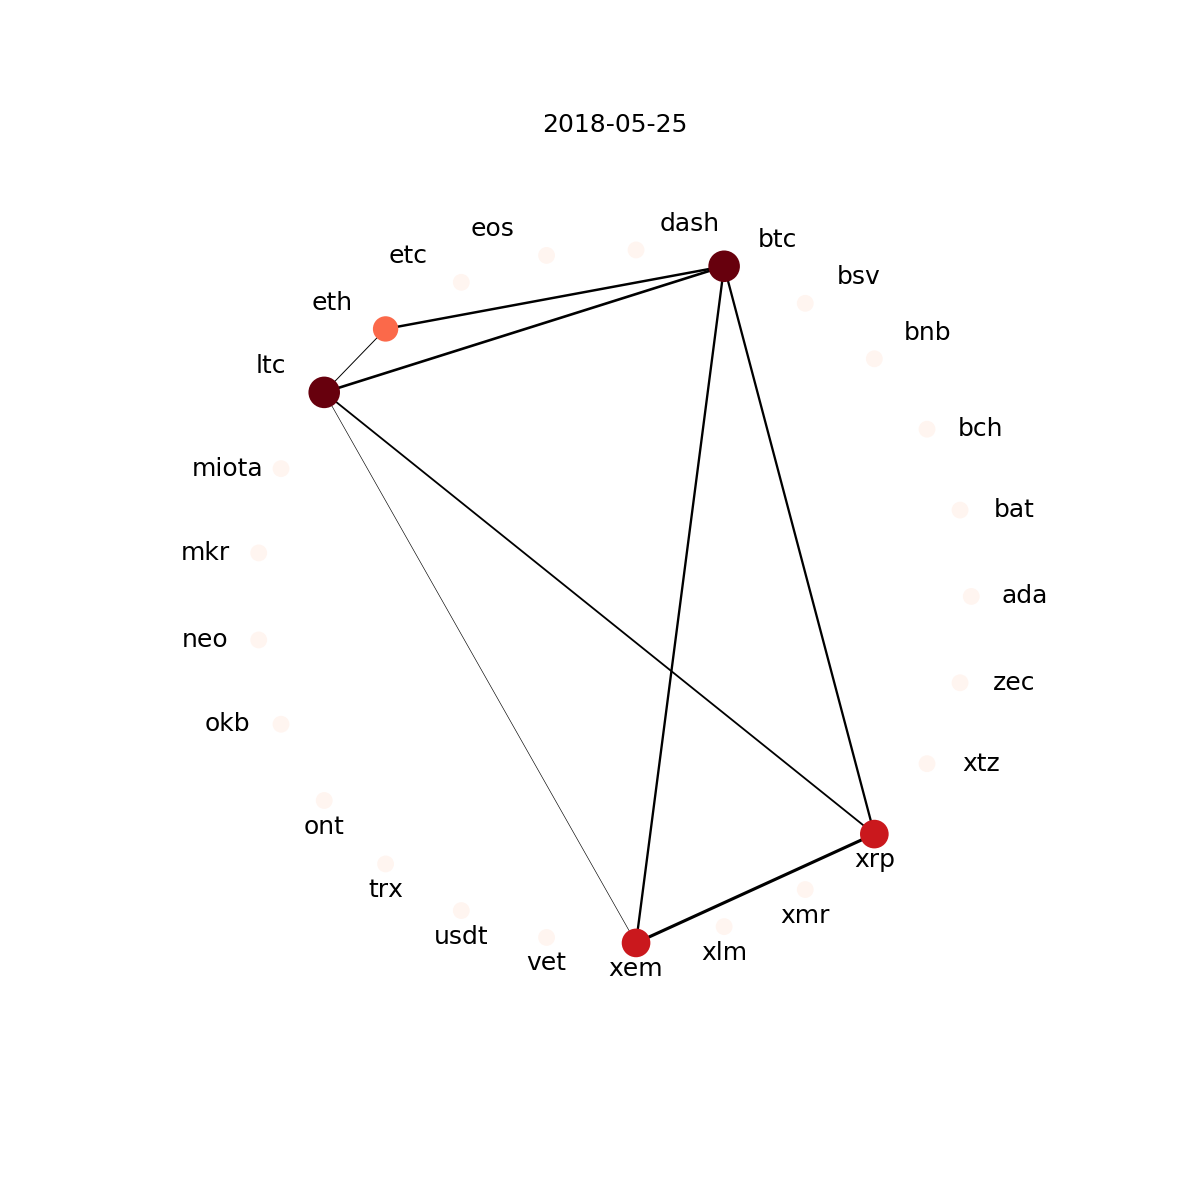 2018-05-25
dash
eos
btc
etc
bsv
eth
bnb
ltc
bch
miota
bat
mkr
ada
neo
zec
okb
xtz
ont
xrp
trx
xmr
usdt
xlm
vet
xem